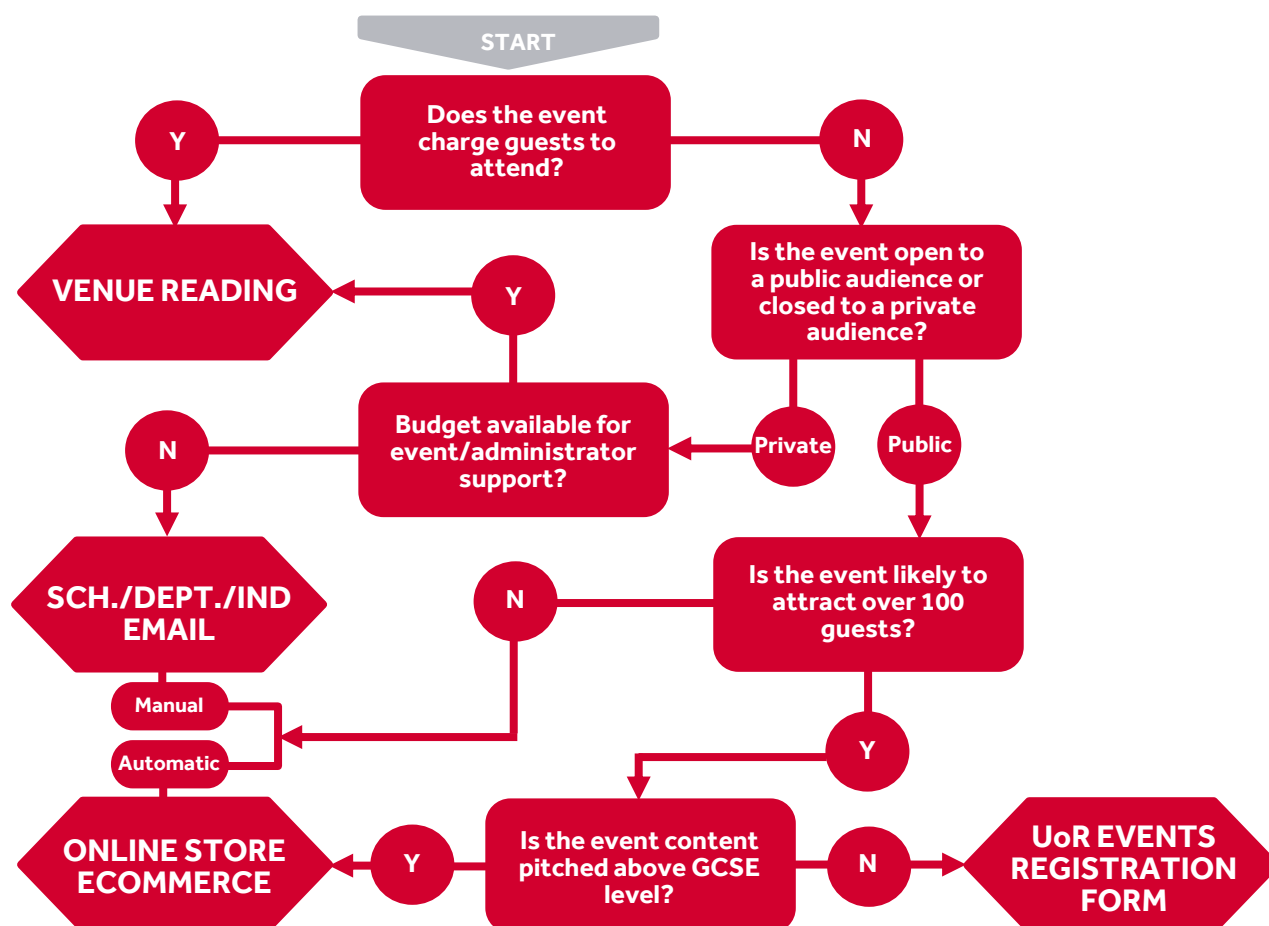 START
Does the event
charge guests to
attend?
Y
N
VENUE READING
Y
Is the event open to
a public audience or
closed to a private
audience?
N
Budget available for
event/administrator
support?
Private
Public
SCH./DEPT./IND
EMAIL
N
Is the event likely to
attract over 100
guests?
Manual
Automatic
Y
ONLINE STORE
ECOMMERCE
Y
Is the event content
pitched above GCSE
level?
N
UoR EVENTS
REGISTRATION
FORM